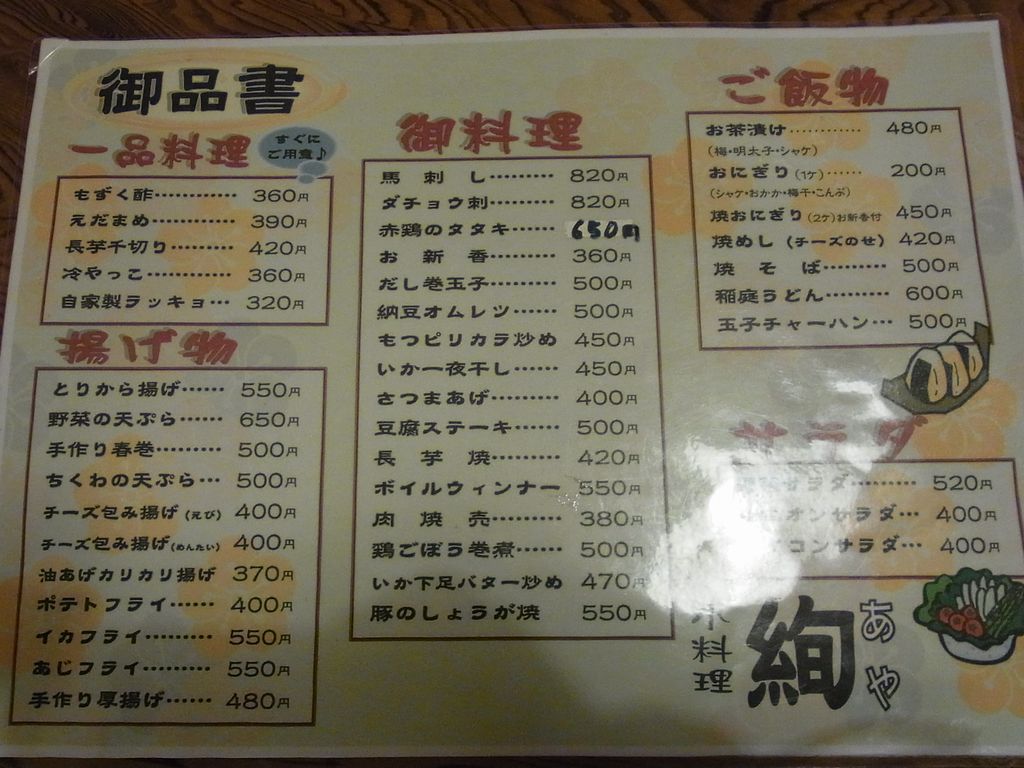 御品書
一品料理
すぐに
ご用意♪
もずく酢………… 360円
えだまめ………… 390円
長芋千切り……… 420円
冷やっこ………… 360円
自家製ラッキョ… 320円
揚げ物
とりから揚げ…… 550円
野菜の天ぷら…… 650円
手作り春巻……… 500円
ちくわの天ぷら… 500円
チーズ包み揚げ(えび) 400円
チーズ包み揚げ(めんたい) 400円
油あげカリカリ揚げ 370円
ポテトフライ…… 400円
イカフライ……… 550円
あじフライ……… 550円
手作り厚揚げ…… 480円
御料理
馬刺し……… 820円
ダチョウ刺……… 820円
赤鶏のタタキ…… 650円
お新香……… 360円
だし巻玉子……… 500円
納豆オムレツ…… 500円
もつピリカラ炒め 450円
いか一夜干し…… 450円
さつまあげ……… 400円
豆腐ステーキ…… 500円
長芋焼……… 420円
ボイルウィンナー 550円
肉焼売……… 380円
鶏ごぼう巻煮…… 500円
いか下足バター炒め 470円
豚のしょうが焼 550円
ご飯物
お茶漬け………… 480円
(梅・明太子・シャケ)
おにぎり(1ケ)…… 200円
(シャケ・おかか・梅干・こんぶ)
焼おにぎり(2ケ)お新香付 450円
焼めし(チーズのせ) 420円
焼そば……… 500円
稲庭うどん……… 600円
玉子チャーハン… 500円
サラダ
サラダ……… 520円
オンサラダ… 400円
コンサラダ… 400円
料理
絢
あや